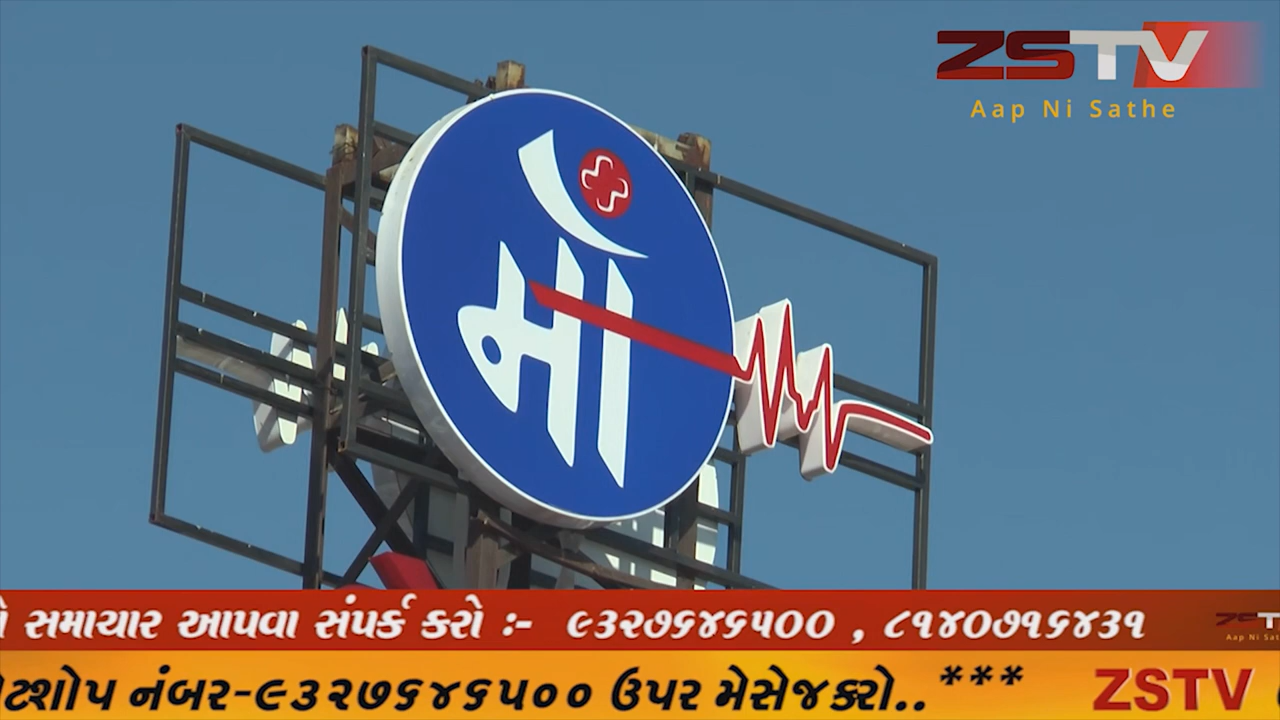 ZSTV
Aap Ni Sathe
માઁ
સમાચાર આપવા સંપર્ક કરો :- ૯૩૨૭૬૪૬૫૦૦ , ૮૧૪૦૭૧૬૪૩૧
નંબર-૯૩૨૭૬૪૬૫૦૦ ઉપર મેસેજ કરો.. *** ZSTV